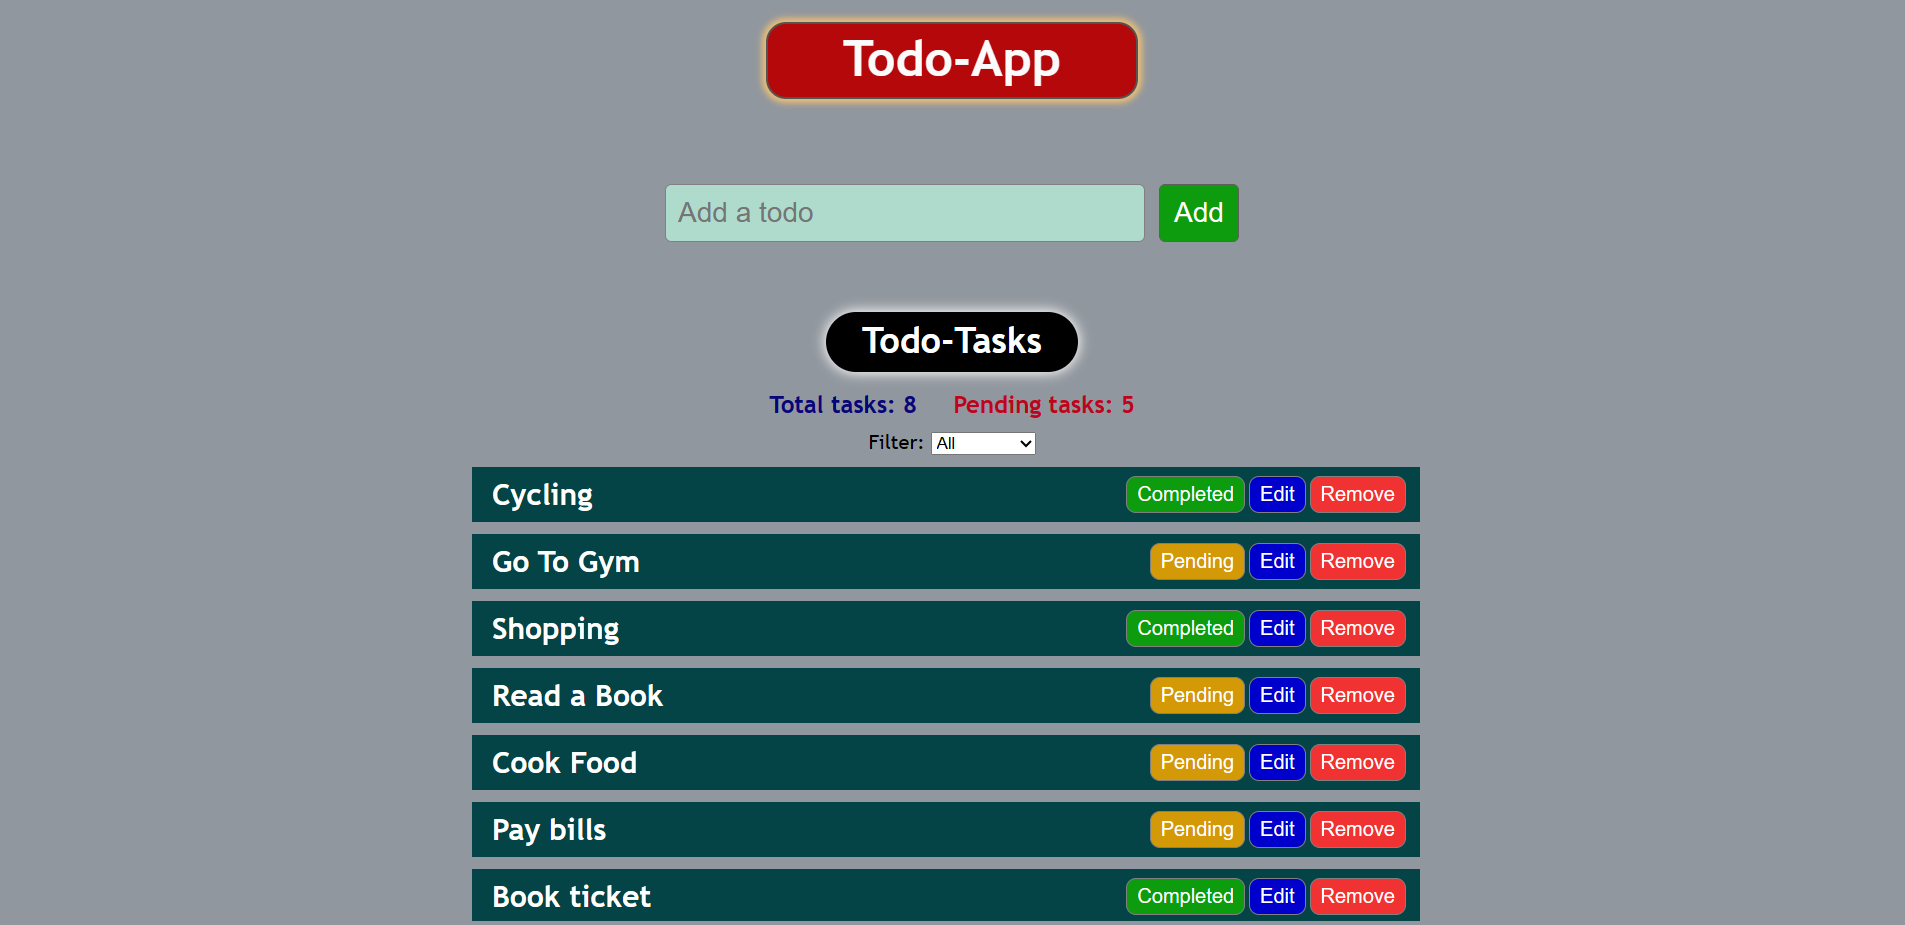 Todo-App
Add a todo Add
Todo-Tasks
Total tasks: 8 Pending tasks: 5
Filter: All
Cycling Completed Edit Remove
Go To Gym Pending Edit Remove
Shopping Completed Edit Remove
Read a Book Pending Edit Remove
Cook Food Pending Edit Remove
Pay bills Pending Edit Remove
Book ticket Completed Edit Remove